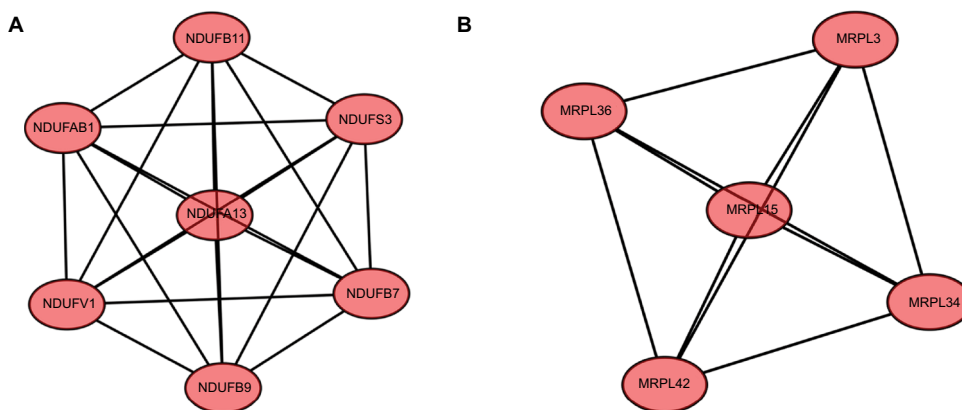 A
NDUFB11
NDUFAB1
NDUFS3
NDUFA13
NDUFV1
NDUFB7
NDUFB9
B
MRPL3
MRPL36
MRPL15
MRPL34
MRPL42